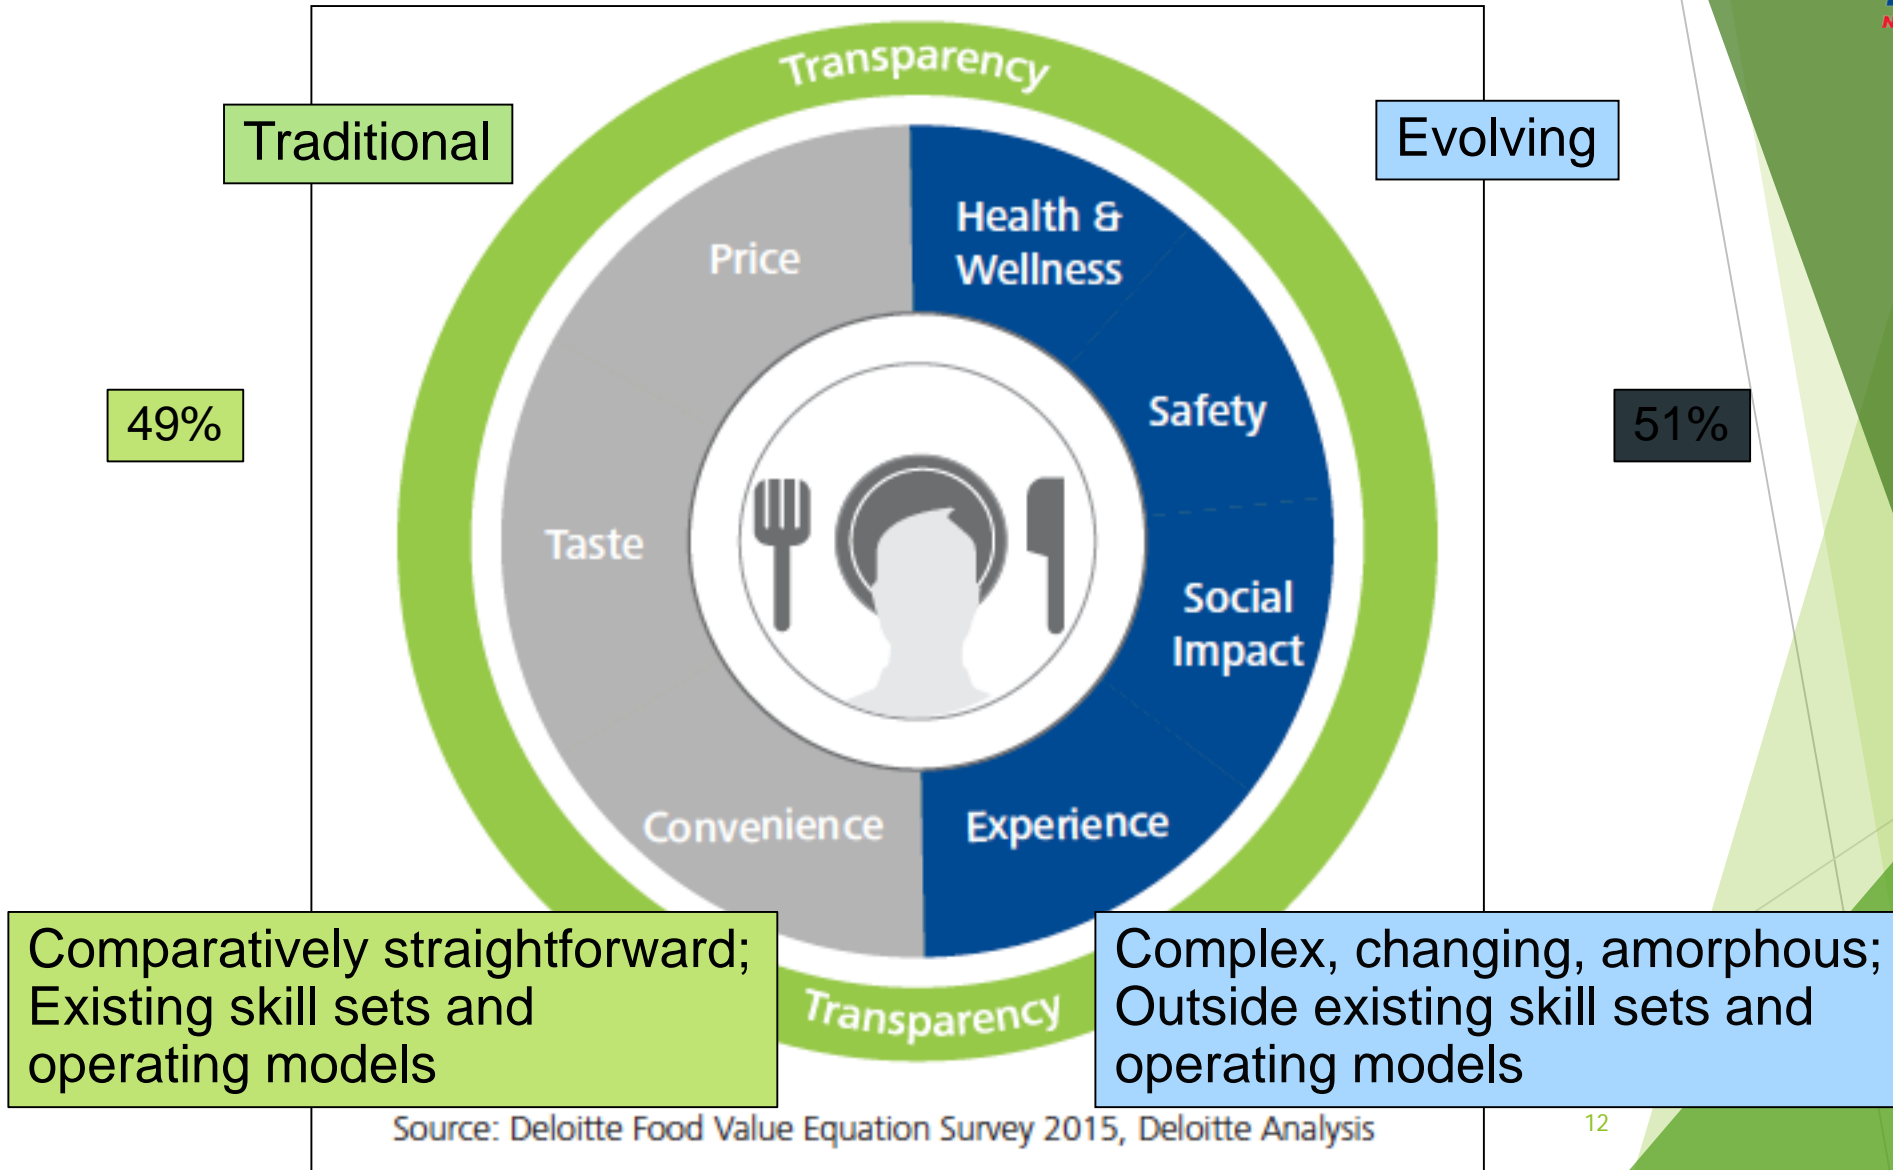 Transparency
Traditional
Evolving
Health &
Wellness
Price
Safety
49%
51%
Taste
Social
Impact
Convenience
Experience
Comparatively straightforward;
Existing skill sets and
operating models
Complex, changing, amorphous;
Outside existing skill sets and
operating models
Transparency
Source: Deloitte Food Value Equation Survey 2015, Deloitte Analysis
12